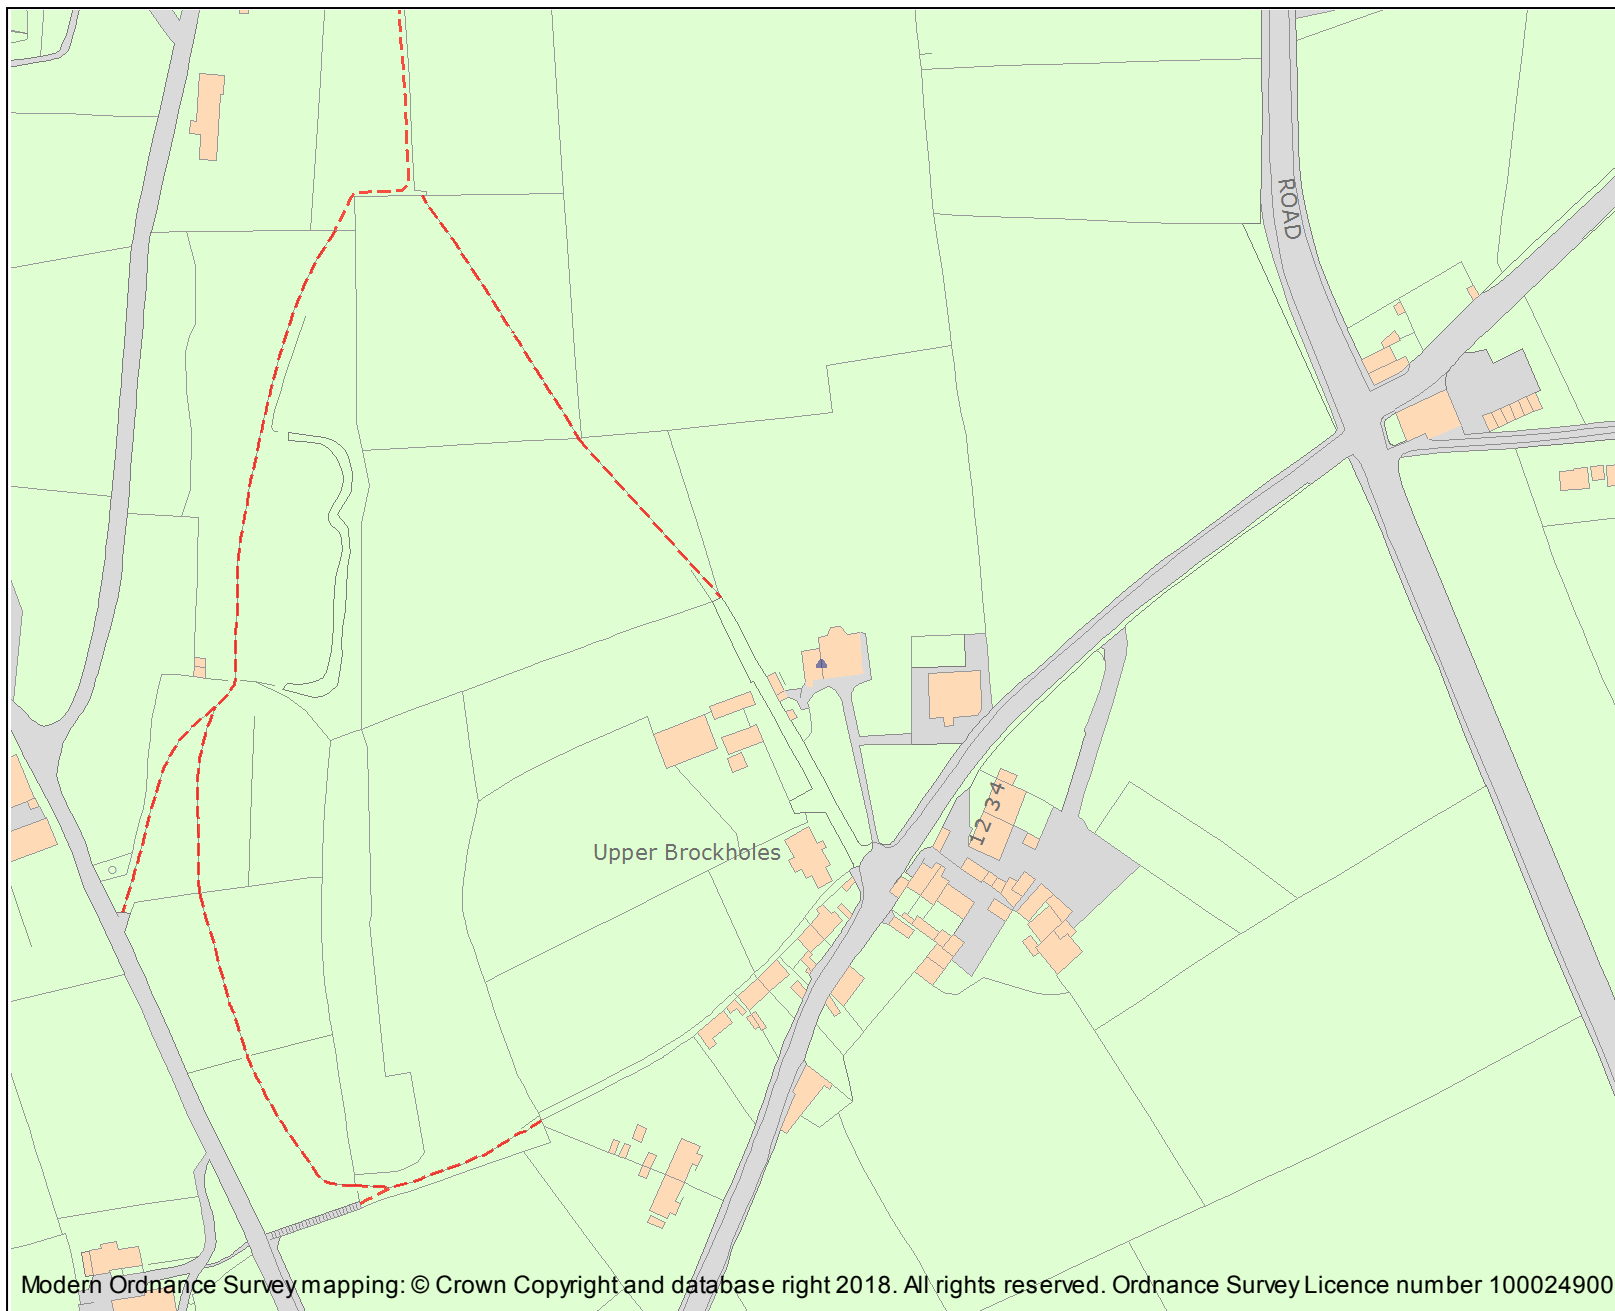 ROAD
3 4
1 2
Upper Brockholes
Modern Ordnance Survey mapping: © Crown Copyright and database right 2018. All rights reserved. Ordnance Survey Licence number 100024900